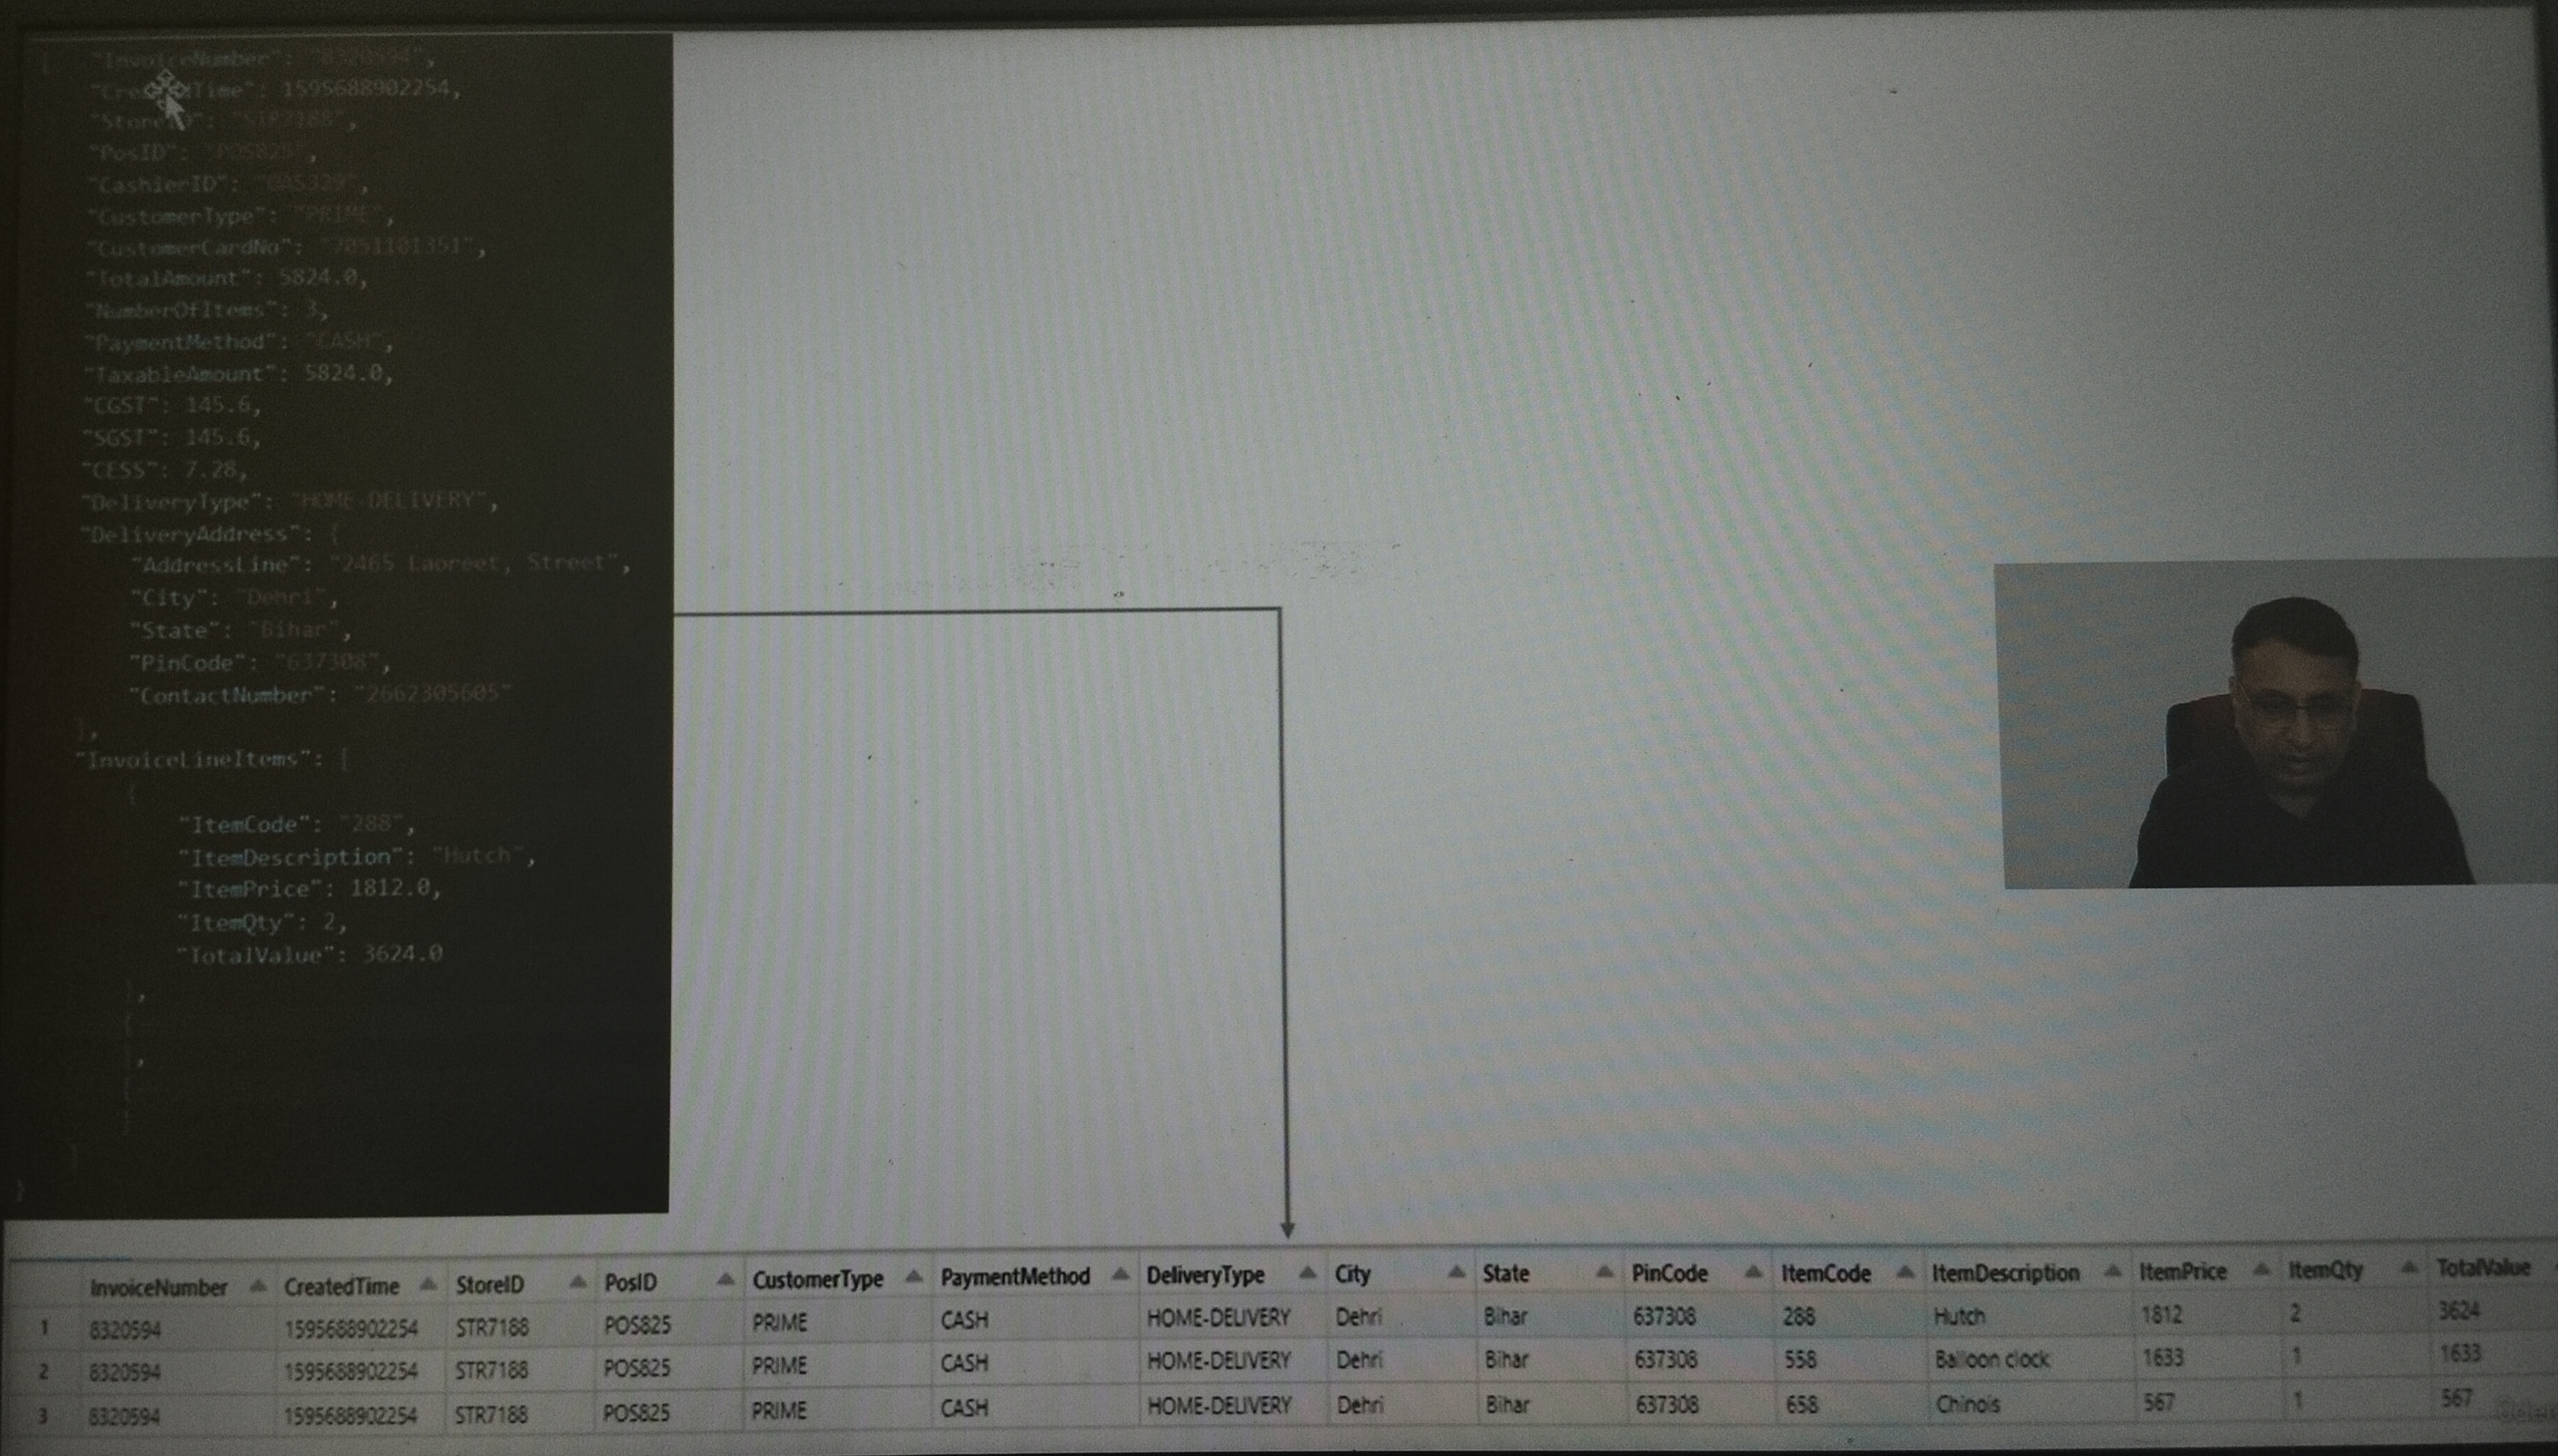 { "InvoiceNumber": "8320594",
"CreatedTime": 1595688902254,
"StoreID": "STR7188",
"PosID": "POS825",
"CashierID": "OAS329",
"CustomerType": "PRIME",
"CustomerCardNo": "7051101351",
"TotalAmount": 5824.0,
"NumberOfItems": 3,
"PaymentMethod": "CASH",
"TaxableAmount": 5824.0,
"CGST": 145.6,
"SGST": 145.6,
"CESS": 7.28,
"DeliveryType": "HOME-DELIVERY",
"DeliveryAddress": {
"AddressLine": "2465 Laoreet, Street",
"City": "Dehri",
"State": "Bihar",
"PinCode": "637308",
"ContactNumber": "2662305605"
},
"InvoiceLineItems": [
{
"ItemCode": "288",
"ItemDescription": "Hutch",
"ItemPrice": 1812.0,
"ItemQty": 2,
"TotalValue": 3624.0
},
{
},
{
}
]
}
InvoiceNumber CreatedTime StoreID PosID CustomerType PaymentMethod DeliveryType City State PinCode ItemCode ItemDescription ItemPrice ItemQty TotalValue
1 8320594 1595688902254 STR7188 POS825 PRIME CASH HOME-DELIVERY Dehri Bihar 637308 288 Hutch 1812 2 3624
2 8320594 1595688902254 STR7188 POS825 PRIME CASH HOME-DELIVERY Dehri Bihar 637308 558 Balloon clock 1633 1 1633
3 8320594 1595688902254 STR7188 POS825 PRIME CASH HOME-DELIVERY Dehri Bihar 637308 658 Chinois 567 1 567